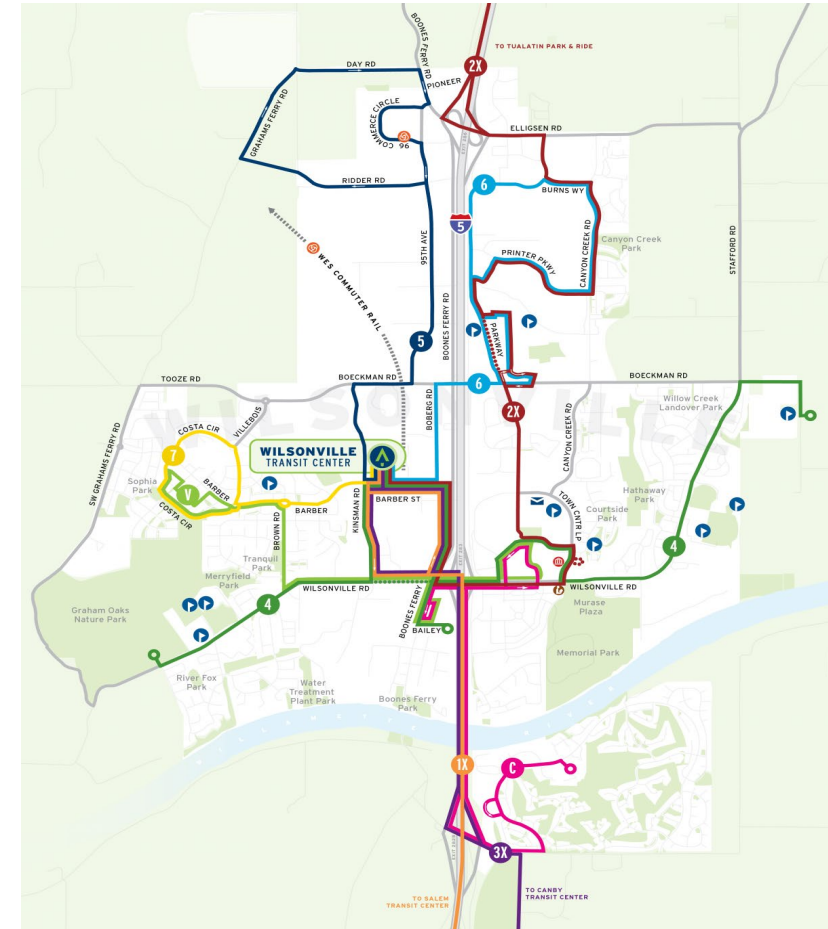 TO TUALATIN PARK & RIDE
BOONES FERRY RD
2X
DAY RD
PIONEER
GRAHAMS FERRY RD
COMMERCE CIRCLE
96
ELLIGSEN RD
RIDDER RD
6
BURNS WY
5
95TH AVE
WES COMMUTER RAIL
CANYON CREEK RD
Canyon Creek
Park
STAFFORD RD
PRINTER PKWY
BOONES FERRY RD
PARKWAY
5
TOOZE RD
BOECKMAN RD
6
BOECKMAN RD
WILSONVILLE
Willow Creek
Landover Park
VILLEBOIS
COSTA CIR
BOBERG RD
2X
CANYON CREEK RD
SW GRAHAMS FERRY RD
7
WILSONVILLE
TRANSIT CENTER
Sophia
Park
V
BARBER
COSTA CIR
BARBER
KINSMAN RD
BARBER ST
BROWN RD
TOWN CNTR LP
Hathaway
Park
Courtside
Park
4
Tranquil
Park
Merryfield
Park
WILSONVILLE RD
BOONES FERRY
WILSONVILLE RD
4
Graham Oaks
Nature Park
BAILEY
Murase
Plaza
Memorial Park
River Fox
Park
Water
Treatment
Plant Park
Boones Ferry
Park
1X
C
3X
TO SALEM
TRANSIT CENTER
TO CANBY
TRANSIT CENTER